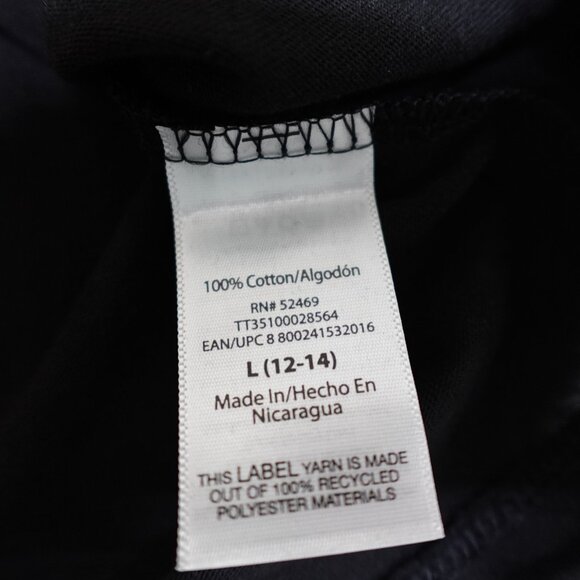 100% Cotton/Algodón
RN# 52469
TT35100028564
EAN/UPC 8 800241532016
L (12-14)
Made In/Hecho En
Nicaragua
THIS LABEL YARN IS MADE
OUT OF 100% RECYCLED
POLYESTER MATERIALS